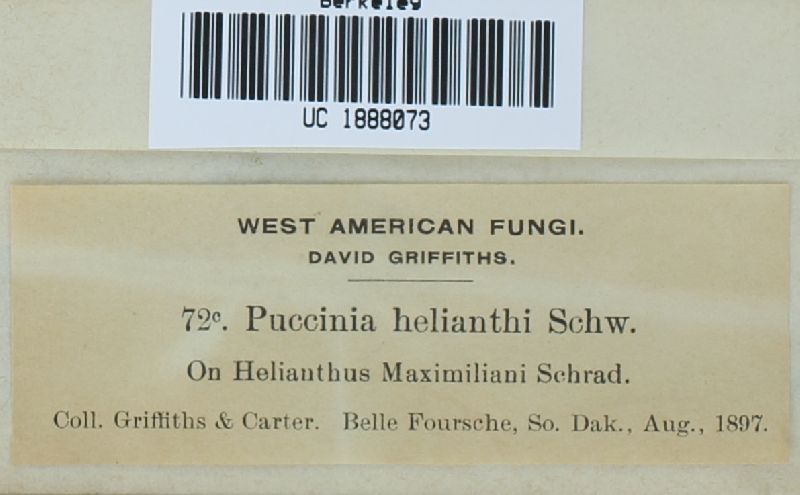 Berkeley
UC 1888073
WEST AMERICAN FUNGI.
DAVID GRIFFITHS.
72c. Puccinia helianthi Schw.
On Helianthus Maximiliani Schrad.
Coll. Griffiths & Carter. Belle Foursche, So. Dak., Aug., 1897.